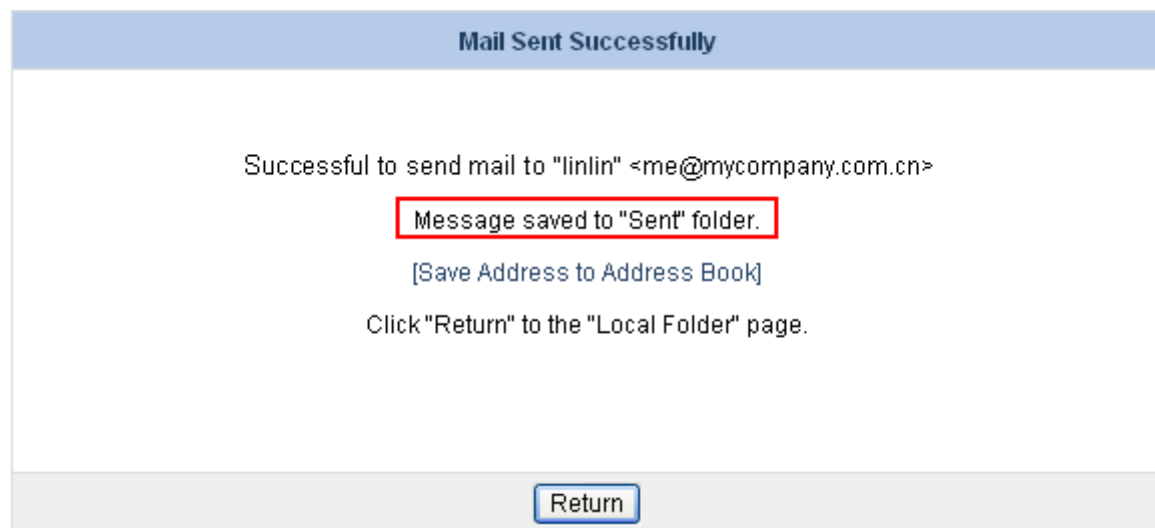 Mail Sent Successfully
Successful to send mail to "linlin" <me@mycompany.com.cn>
Message saved to "Sent" folder.
[Save Address to Address Book]
Click "Return" to the "Local Folder" page.
Return